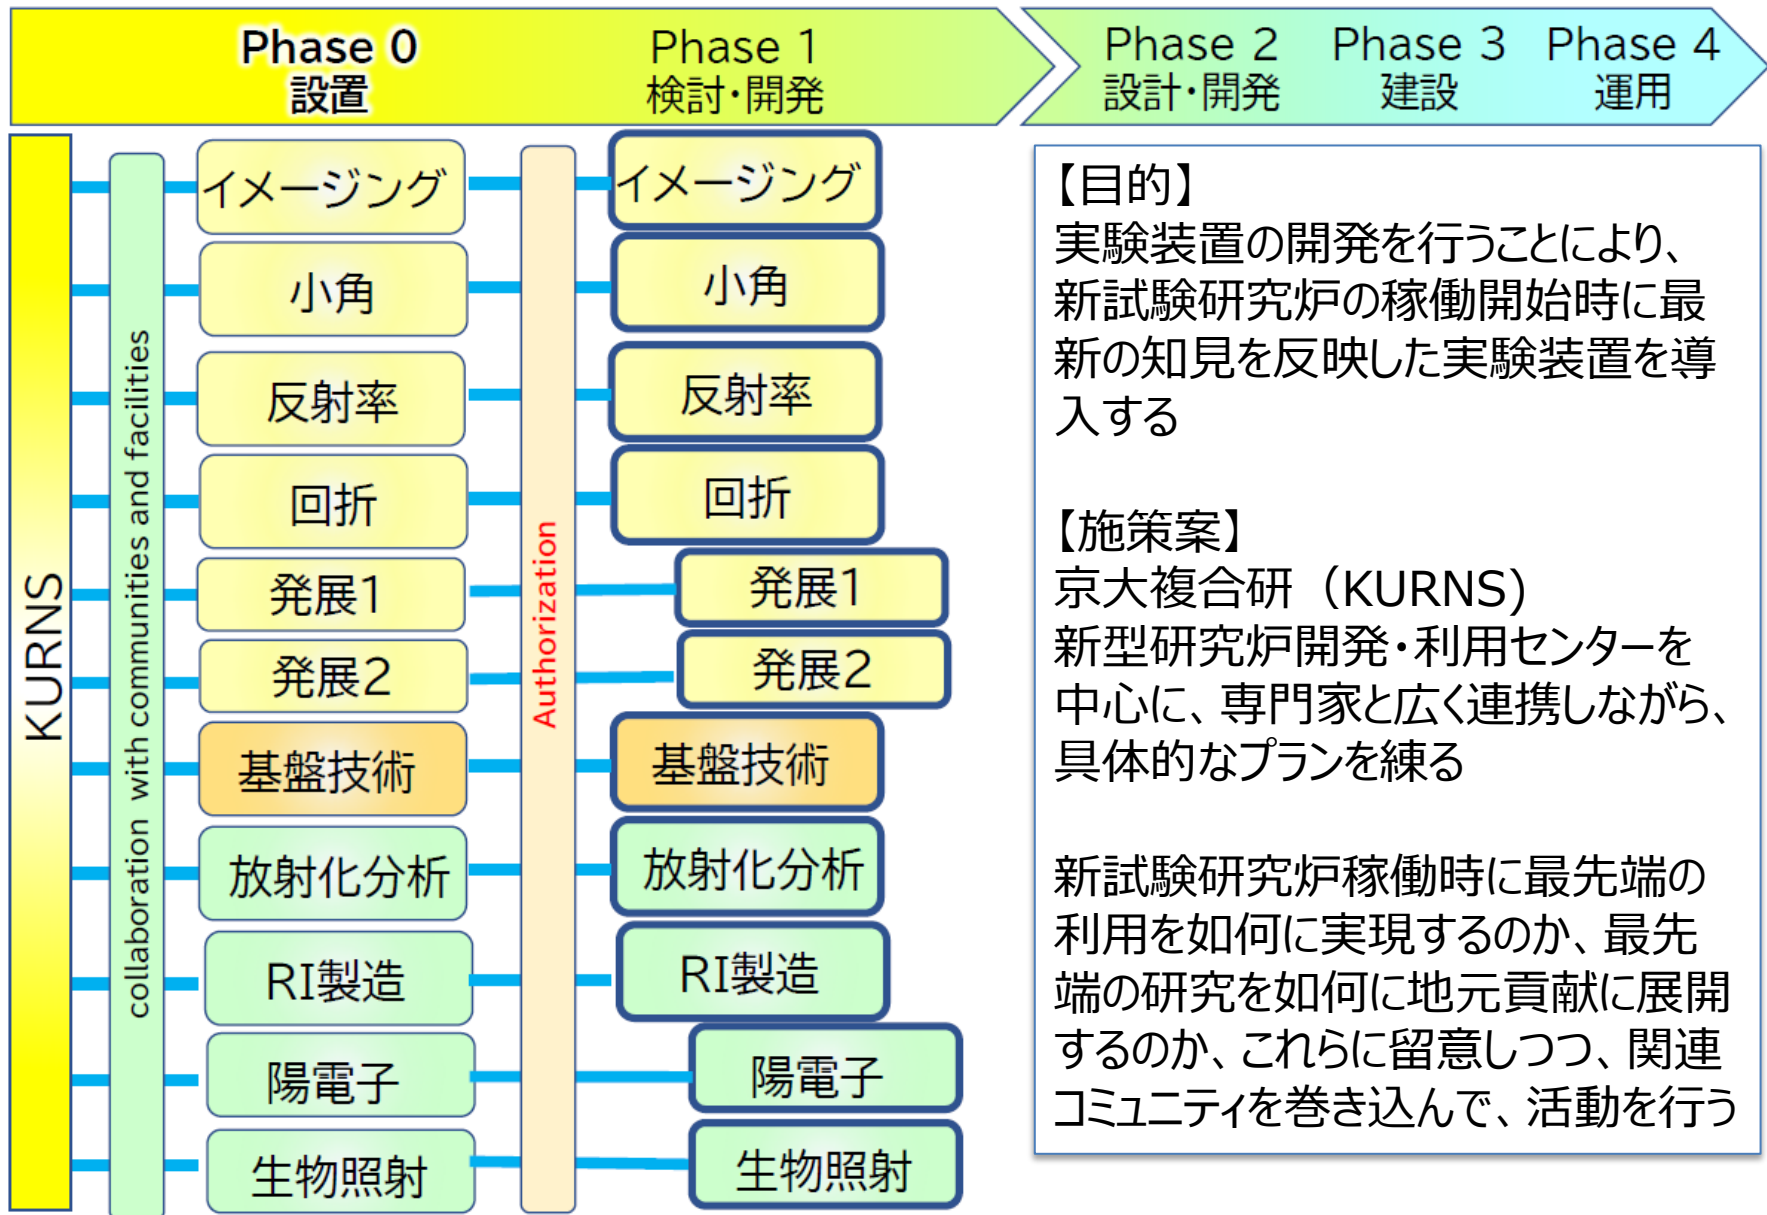 Phase 0
設置
Phase 1
検討・開発
Phase 2
設計・開発
Phase 3
建設
Phase 4
運用
KURNS
collaboration with communities and facilities
イメージング
小角
反射率
回折
発展1
発展2
基盤技術
放射化分析
RI製造
陽電子
生物照射
Authorization
イメージング
小角
反射率
回折
発展1
発展2
基盤技術
放射化分析
RI製造
陽電子
生物照射
【目的】
実験装置の開発を行うことにより、
新試験研究炉の稼働開始時に最
新の知見を反映した実験装置を導
入する
【施策案】
京大複合研（KURNS)
新型研究炉開発・利用センターを
中心に、専門家と広く連携しながら、
具体的なプランを練る
新試験研究炉稼働時に最先端の
利用を如何に実現するのか、最先
端の研究を如何に地元貢献に展開
するのか、これらに留意しつつ、関連
コミュニティを巻き込んで、活動を行う